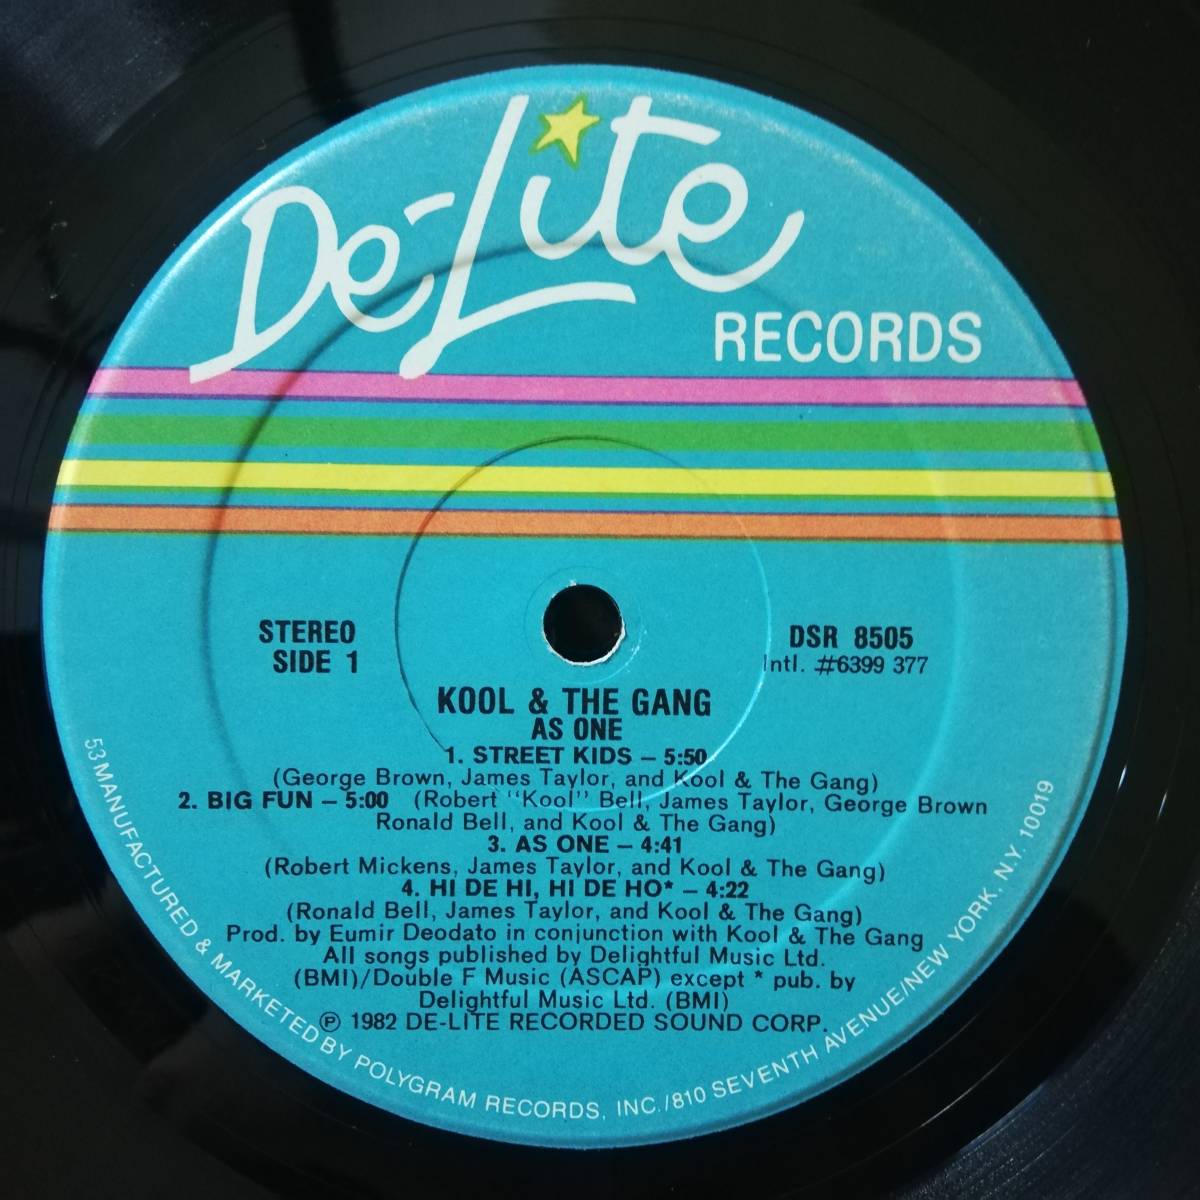 De-Lite
RECORDS
STEREO
SIDE 1
DSR 8505
Intl. #6399 377
KOOL & THE GANG
AS ONE
1. STREET KIDS – 5:50
(George Brown, James Taylor, and Kool & The Gang)
2. BIG FUN – 5:00 (Robert "Kool" Bell, James Taylor, George Brown
Ronald Bell, and Kool & The Gang)
3. AS ONE – 4:41
(Robert Mickens, James Taylor, and Kool & The Gang)
4. HI DE HI, HI DE HO* – 4:22
(Ronald Bell, James Taylor, and Kool & The Gang)
Prod. by Eumir Deodato in conjunction with Kool & The Gang
All songs published by Delightful Music Ltd.
(BMI)/Double F Music (ASCAP) except * pub. by
Delightful Music Ltd. (BMI)
℗ 1982 DE-LITE RECORDED SOUND CORP.
53 MANUFACTURED & MARKETED BY POLYGRAM RECORDS, INC./810 SEVENTH AVENUE/NEW YORK, N.Y. 10019